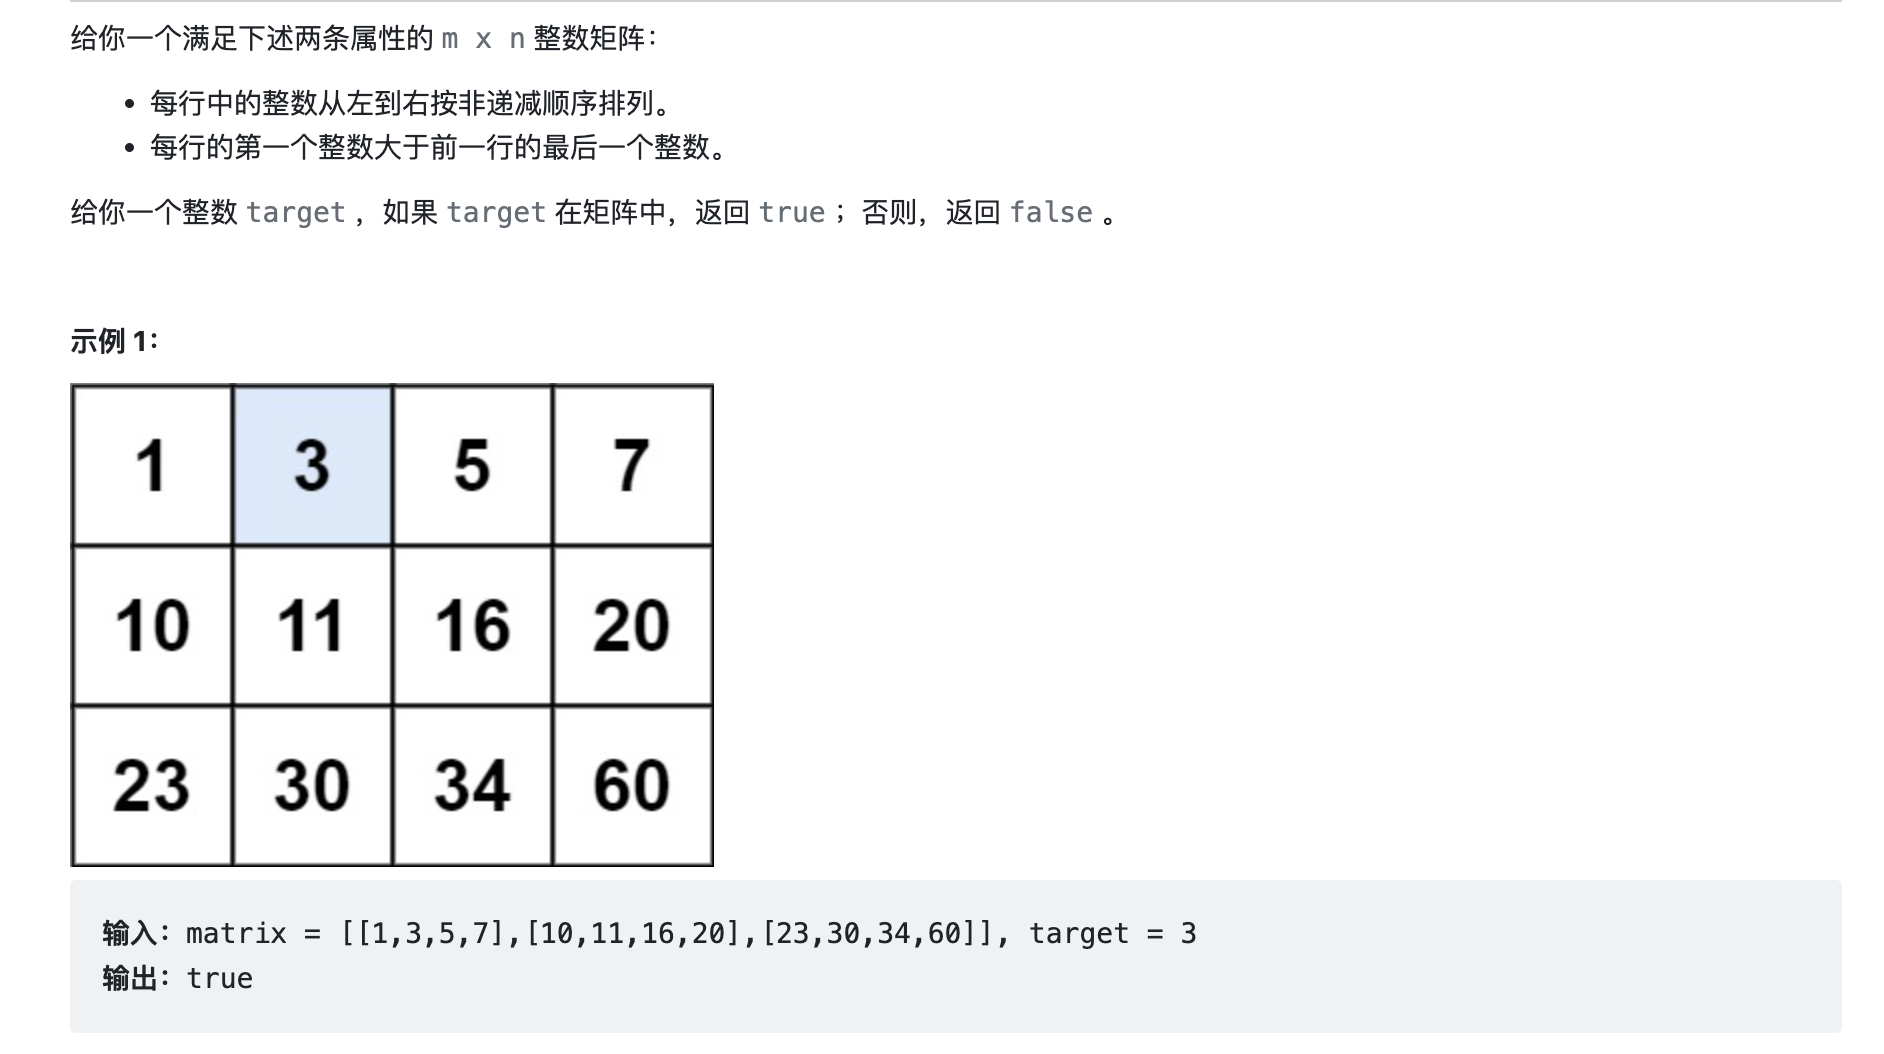 给你一个满足下述两条属性的 m x n 整数矩阵：
• 每行中的整数从左到右按非递减顺序排列。
• 每行的第一个整数大于前一行的最后一个整数。
给你一个整数 target ，如果 target 在矩阵中，返回 true ；否则，返回 false 。
示例 1：
1 3 5 7
10 11 16 20
23 30 34 60
输入：matrix = [[1,3,5,7],[10,11,16,20],[23,30,34,60]], target = 3
输出：true